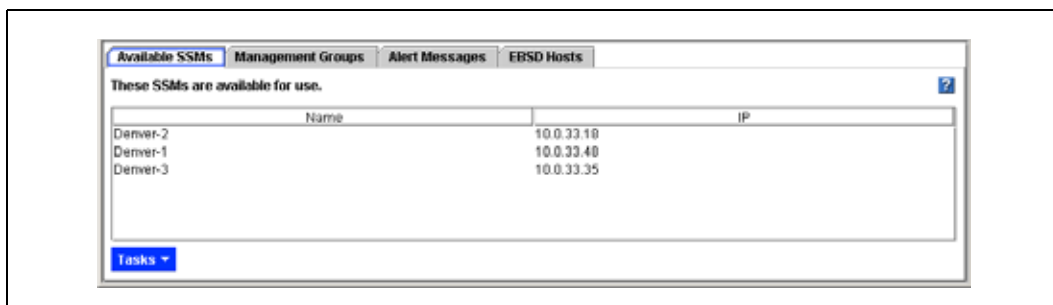 Available SSMs Management Groups Alert Messages EBSD Hosts
These SSMs are available for use. ?
Name IP
Denver-2 10.0.33.18
Denver-1 10.0.33.48
Denver-3 10.0.33.35
Tasks